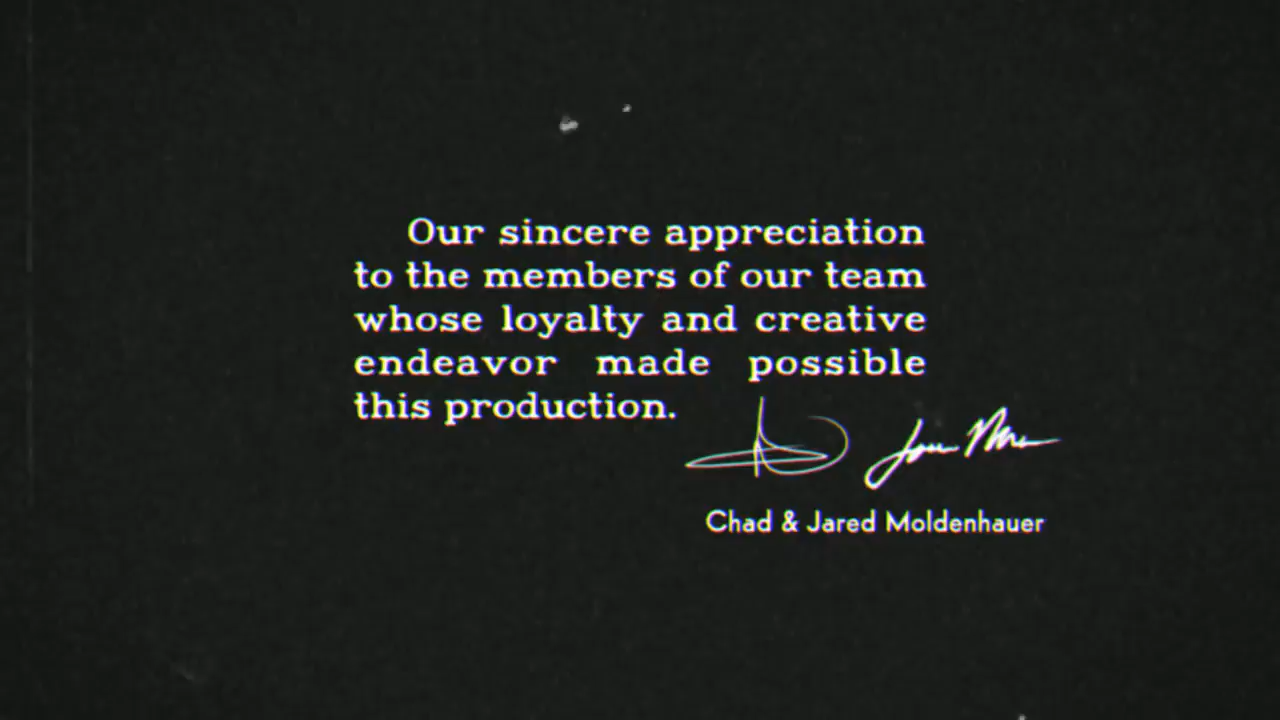 Our sincere appreciation
to the members of our team
whose loyalty and creative
endeavor made possible
this production.
Chad & Jared Moldenhauer